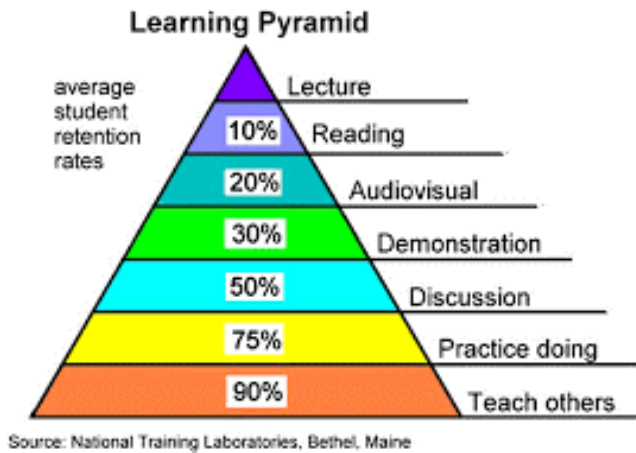 Learning Pyramid
average
student
retention
rates
Lecture
10% Reading
20% Audiovisual
30% Demonstration
50% Discussion
75% Practice doing
90% Teach others
Source: National Training Laboratories, Bethel, Maine